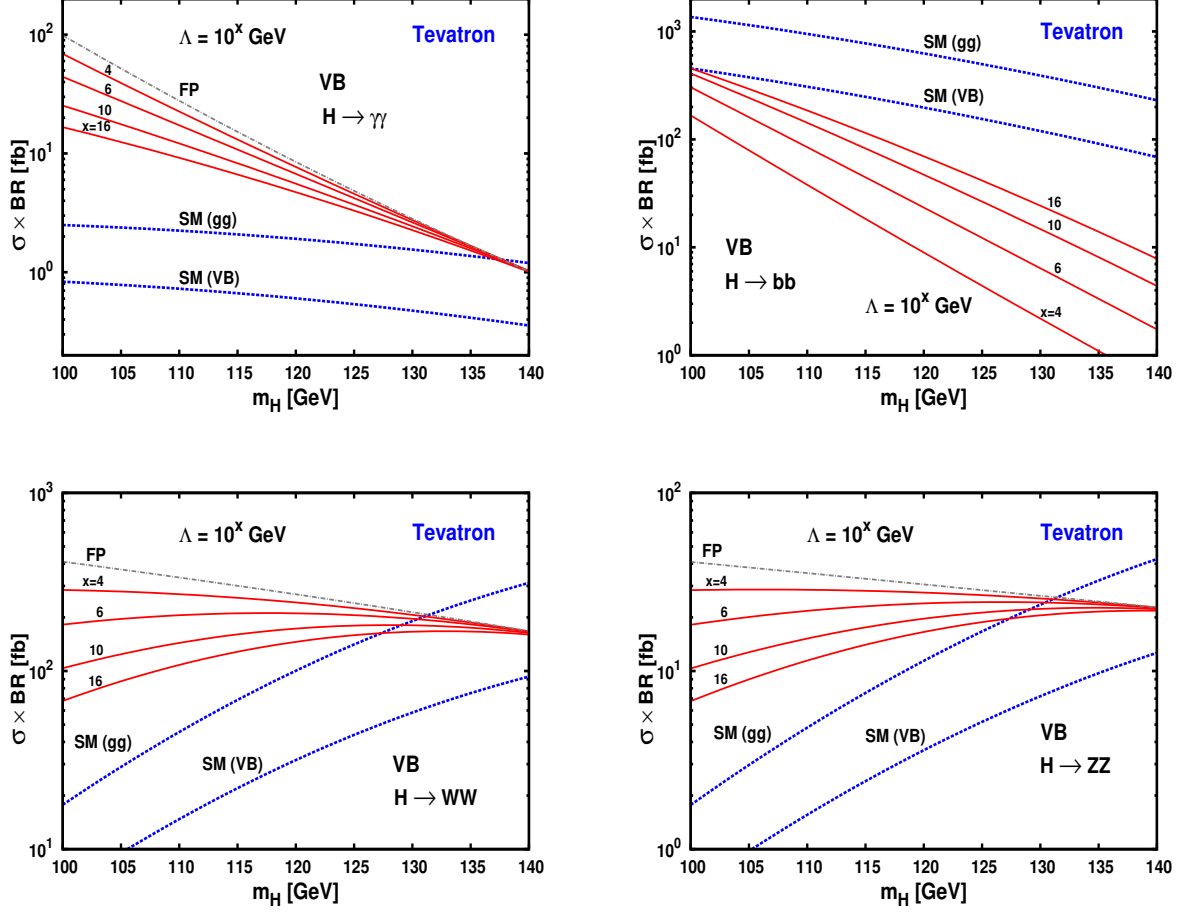 Λ = 10^x GeV
Tevatron
4
FP
VB
6
H → γγ
10
x=16
SM (gg)
SM (VB)
10^2
10^1
10^0
σ × BR [fb]
100 105 110 115 120 125 130 135 140
m_H [GeV]
Tevatron
SM (gg)
SM (VB)
16
10
VB
6
H → bb
Λ = 10^x GeV
x=4
10^3
10^2
10^1
10^0
σ × BR [fb]
100 105 110 115 120 125 130 135 140
m_H [GeV]
Λ = 10^x GeV
Tevatron
FP
x=4
6
10
16
SM (gg)
SM (VB)
VB
H → WW
10^3
10^2
10^1
σ × BR [fb]
100 105 110 115 120 125 130 135 140
m_H [GeV]
Λ = 10^x GeV
Tevatron
FP
x=4
6
10
16
SM (gg)
SM (VB)
VB
H → ZZ
10^2
10^1
10^0
σ × BR [fb]
100 105 110 115 120 125 130 135 140
m_H [GeV]